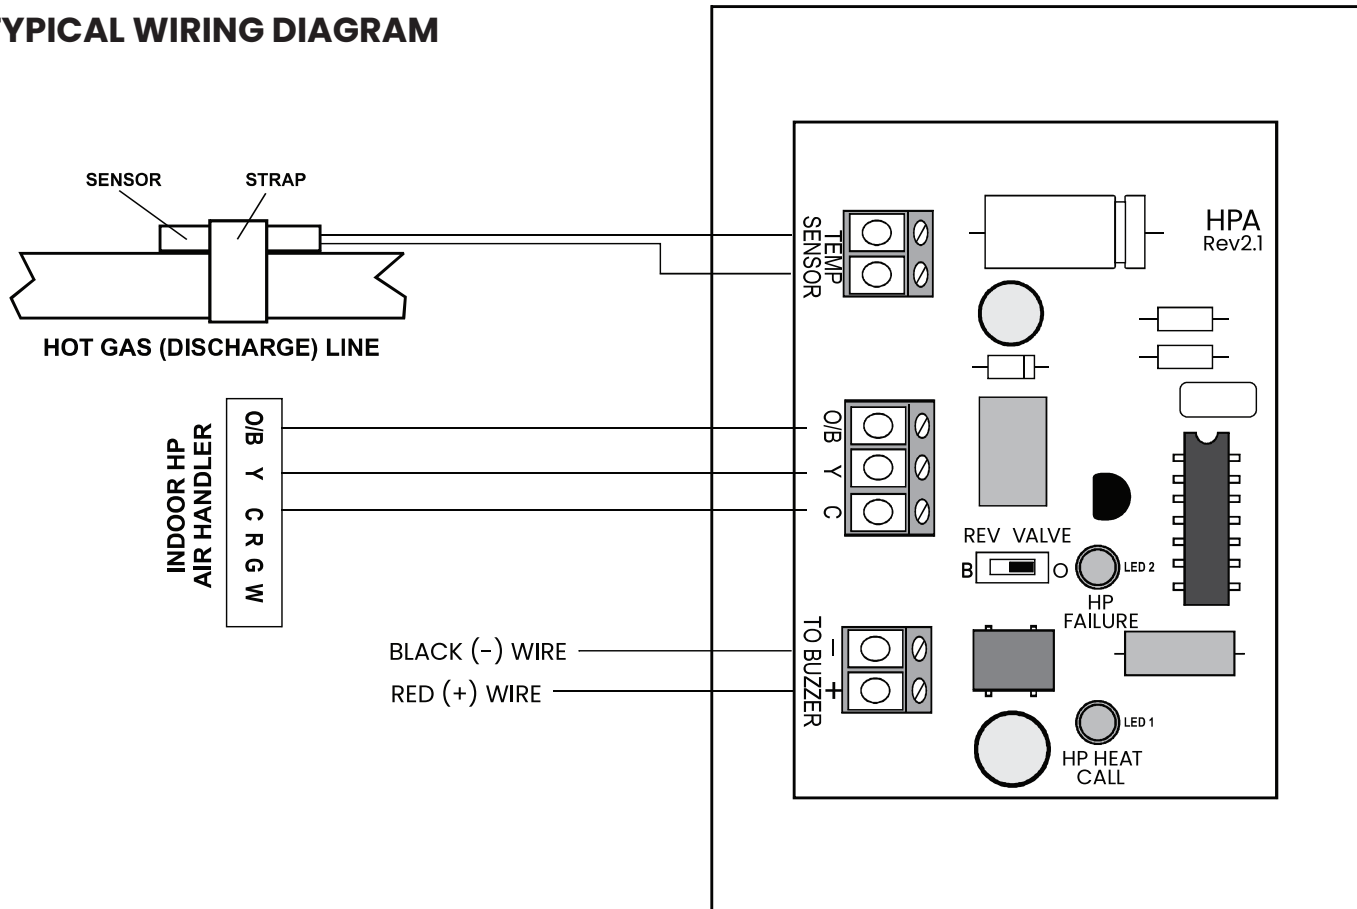 TYPICAL WIRING DIAGRAM
SENSOR
STRAP
HOT GAS (DISCHARGE) LINE
INDOOR HP
AIR HANDLER
O/B
Y
C
R
G
W
BLACK (-) WIRE
RED (+) WIRE
TEMP
SENSOR
O/B
Y
C
TO BUZZER
-
+
HPA
Rev2.1
REV VALVE
B
O
LED 2
HP
FAILURE
LED 1
HP HEAT
CALL